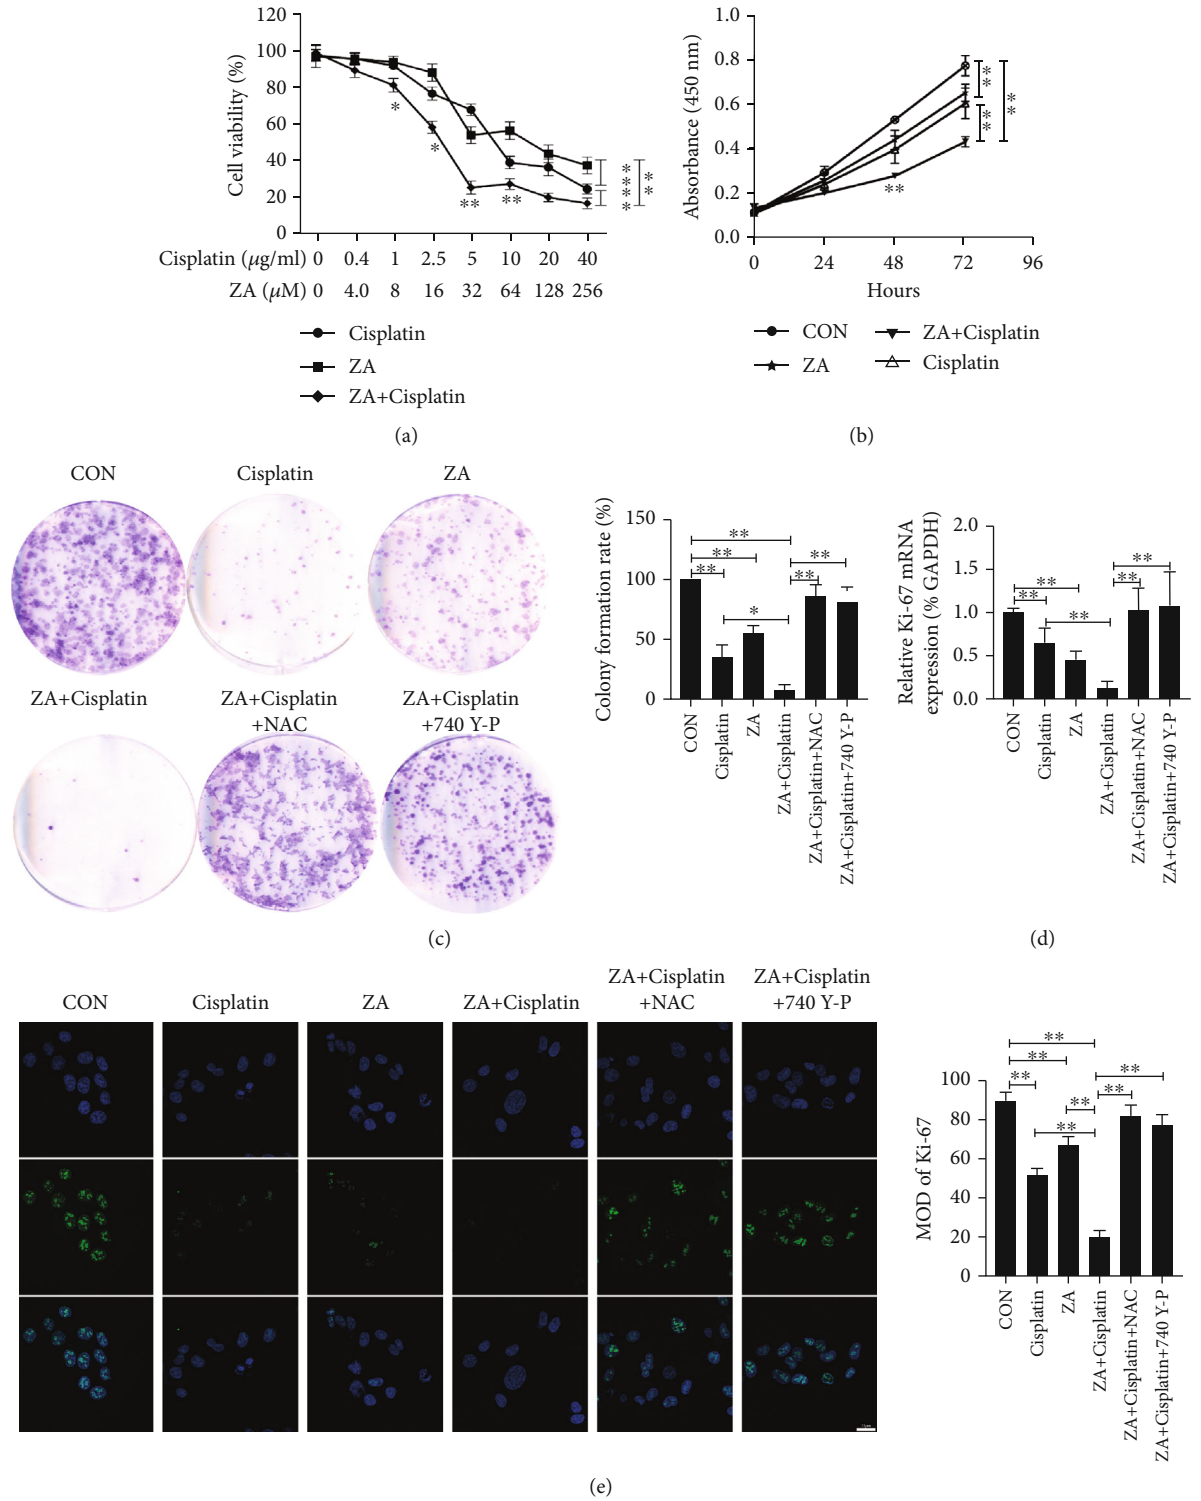 120
100
80
60
40
20
0
Cell viability (%)
*
*
**
**
****
**
Cisplatin (μg/ml) 0 0.4 1 2.5 5 10 20 40
ZA (μM) 0 4.0 8 16 32 64 128 256
Cisplatin
ZA
ZA+Cisplatin
(a)
1.0
0.8
0.6
0.4
0.2
0.0
Absorbance (450 nm)
**
**
**
**
0 24 48 72 96
Hours
CON
ZA
ZA+Cisplatin
Cisplatin
(b)
CON Cisplatin ZA
ZA+Cisplatin
ZA+Cisplatin
+NAC
ZA+Cisplatin
+740 Y-P
150
100
50
0
Colony formation rate (%)
**
**
**
**
**
*
CON
Cisplatin
ZA
ZA+Cisplatin
ZA+Cisplatin+NAC
ZA+Cisplatin+740 Y-P
(c)
2.0
1.5
1.0
0.5
0.0
Relative Ki-67 mRNA
expression (% GAPDH)
**
**
**
**
**
CON
Cisplatin
ZA
ZA+Cisplatin
ZA+Cisplatin+NAC
ZA+Cisplatin+740 Y-P
(d)
CON Cisplatin ZA ZA+Cisplatin
ZA+Cisplatin
+NAC
ZA+Cisplatin
+740 Y-P
100
80
60
40
20
0
MOD of Ki-67
**
**
**
**
**
**
**
CON
Cisplatin
ZA
ZA+Cisplatin
ZA+Cisplatin+NAC
ZA+Cisplatin+740 Y-P
(e)